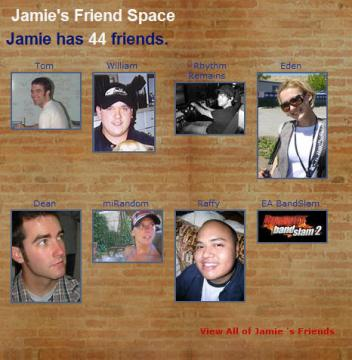 Jamie's Friend Space
Jamie has 44 friends.
Tom
William
Rhythm
Remains
Eden
Dean
miRandom
Raffy
EA BandSlam
bandslam 2
View All of Jamie´s Friends